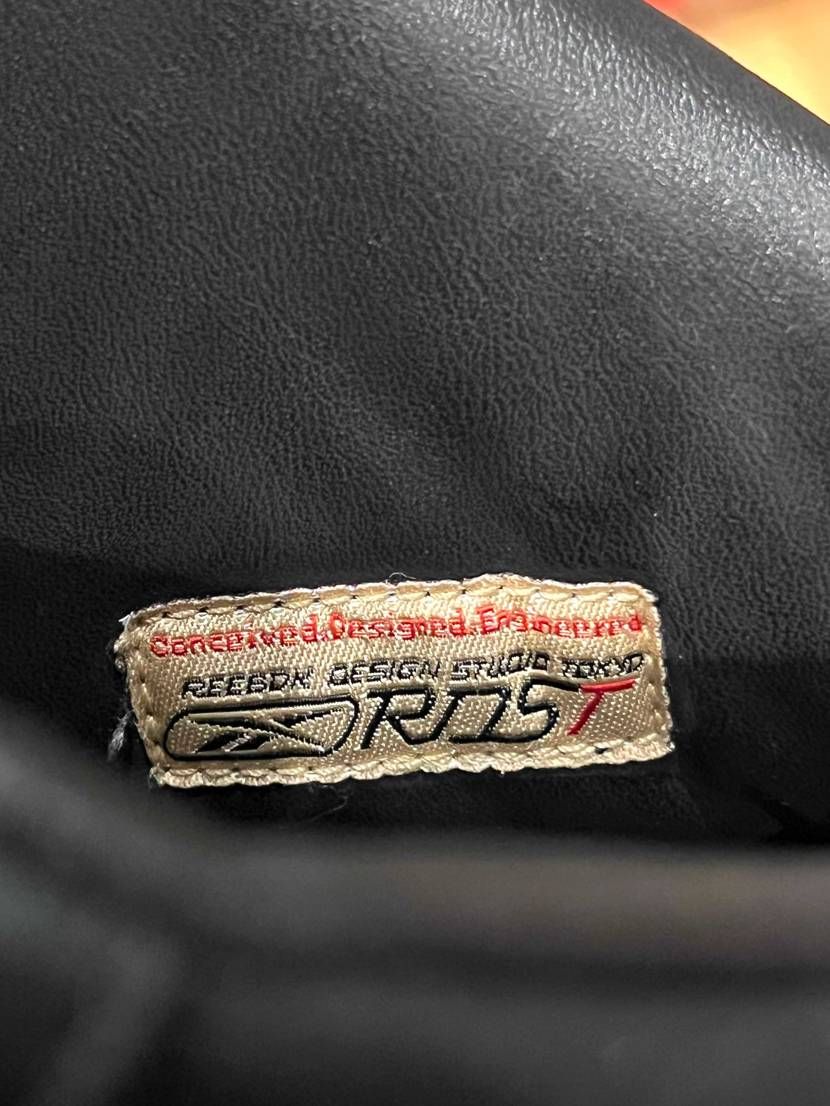 Conceived.Designed.Engineered
REEBOK DESIGN STUDIO TOKYO
RDST